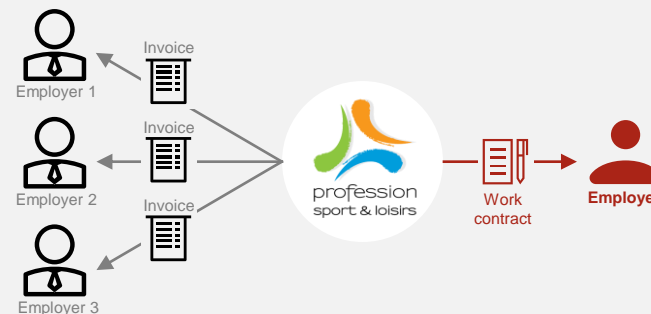 Invoice
Employer 1
Invoice
Employer 2
Invoice
Employer 3
profession
sport & loisirs
Work
contract
Employe